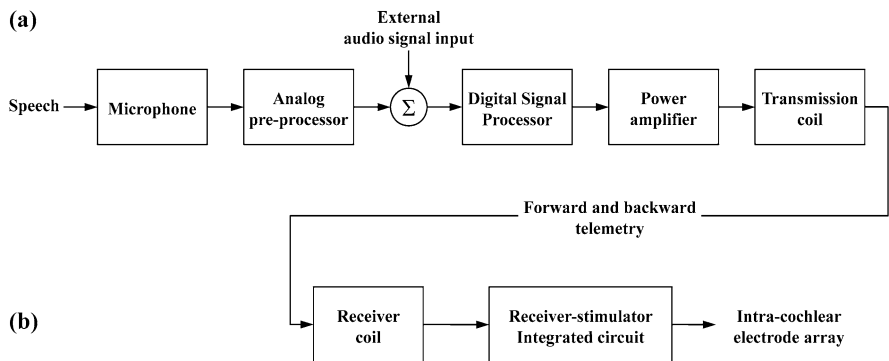 (a)
External
audio signal input
Speech
Microphone
Analog
pre-processor
Σ
Digital Signal
Processor
Power
amplifier
Transmission
coil
Forward and backward
telemetry
(b)
Receiver
coil
Receiver-stimulator
Integrated circuit
Intra-cochlear
electrode array